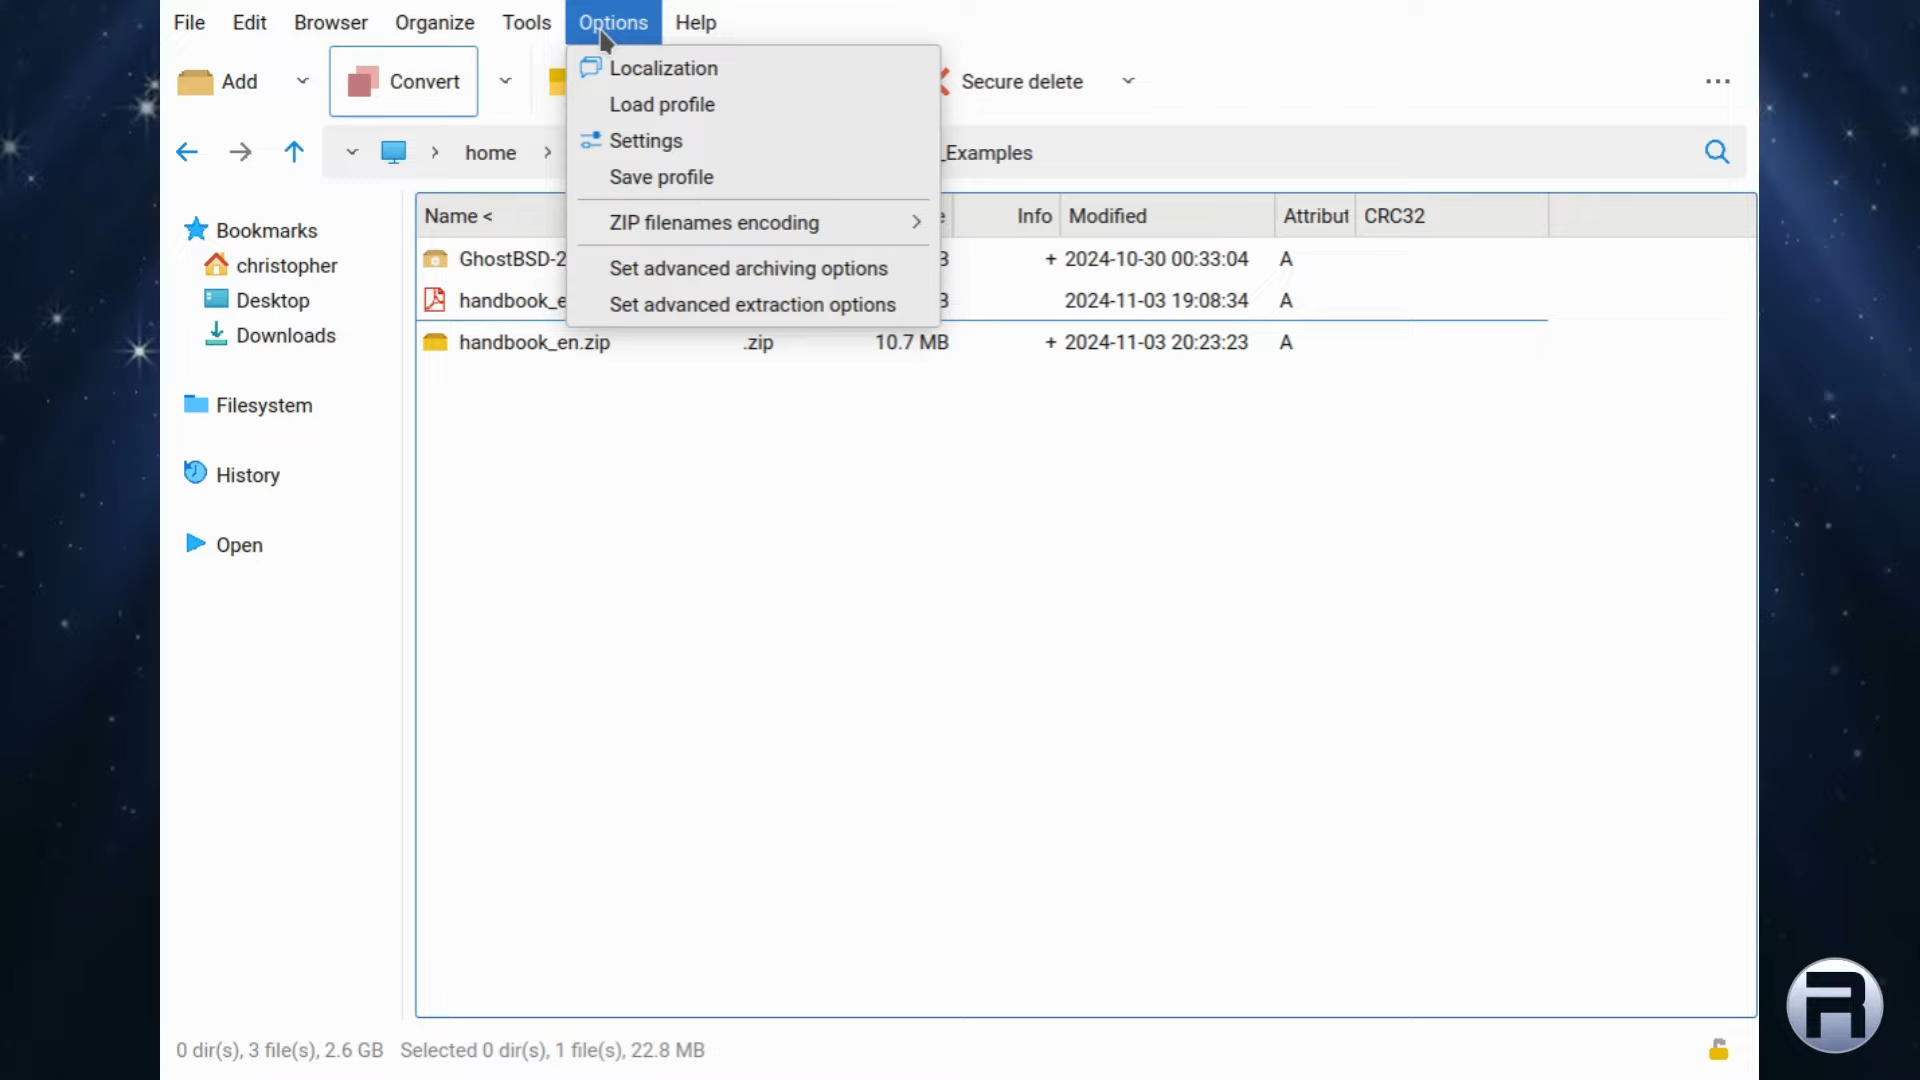 File Edit Browser Organize Tools Options Help
Add Convert Secure delete ...
Localization
Load profile
Settings
Save profile
ZIP filenames encoding
Set advanced archiving options
Set advanced extraction options
home _Examples
Name < Info Modified Attribut CRC32
GhostBSD-2 + 2024-10-30 00:33:04 A
handbook_e 2024-11-03 19:08:34 A
handbook_en.zip .zip 10.7 MB + 2024-11-03 20:23:23 A
Bookmarks
christopher
Desktop
Downloads
Filesystem
History
Open
0 dir(s), 3 file(s), 2.6 GB Selected 0 dir(s), 1 file(s), 22.8 MB